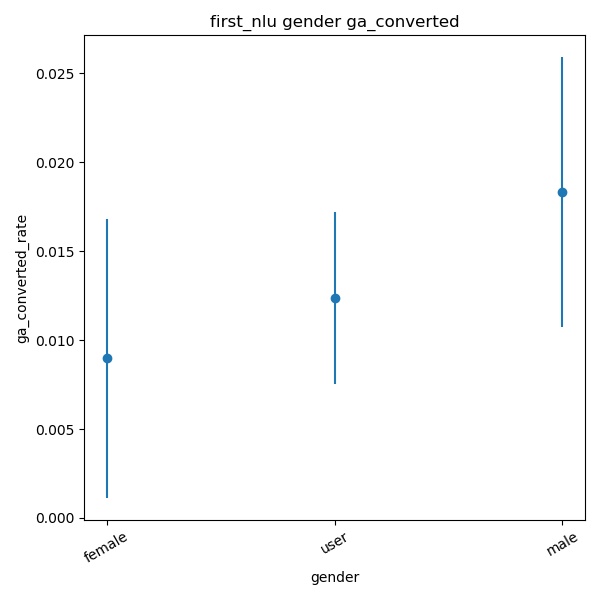 first_nlu gender ga_converted
0.025
0.020
0.015
0.010
0.005
0.000
ga_converted_rate
female
user
male
gender